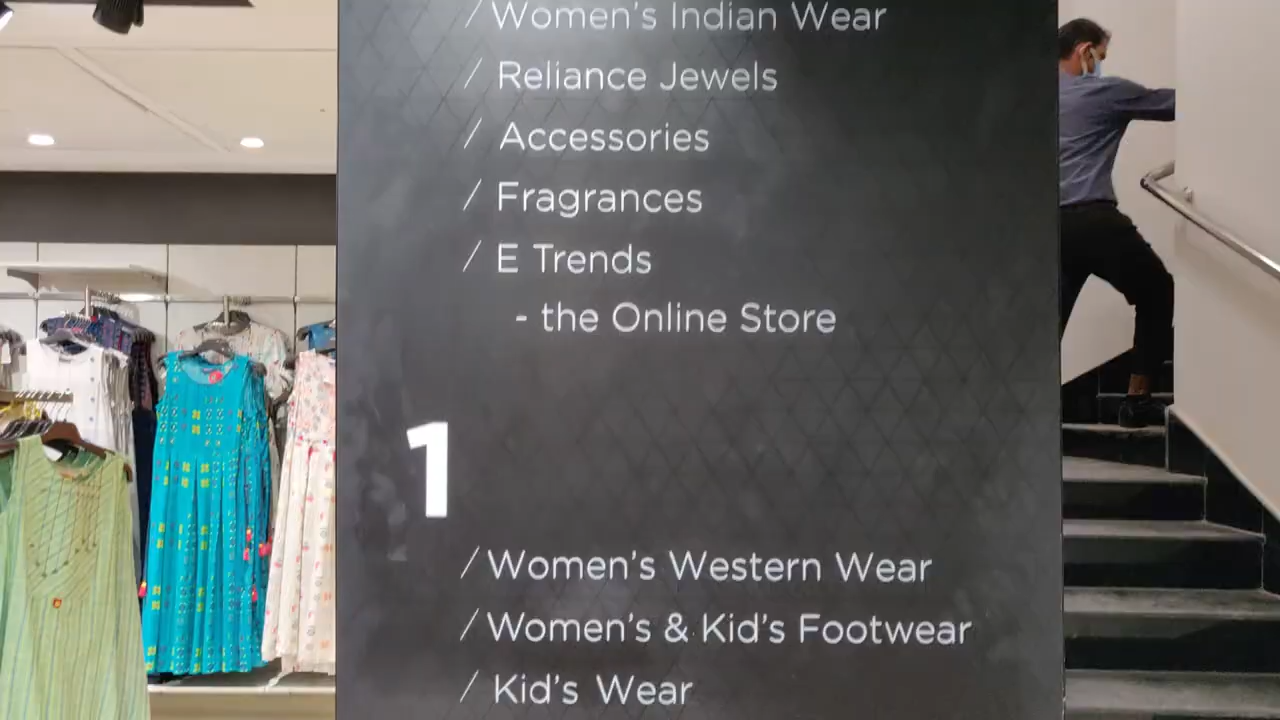 / Women's Indian Wear
/ Reliance Jewels
/ Accessories
/ Fragrances
/ E Trends
- the Online Store
1
/ Women's Western Wear
/ Women's & Kid's Footwear
/ Kid's Wear